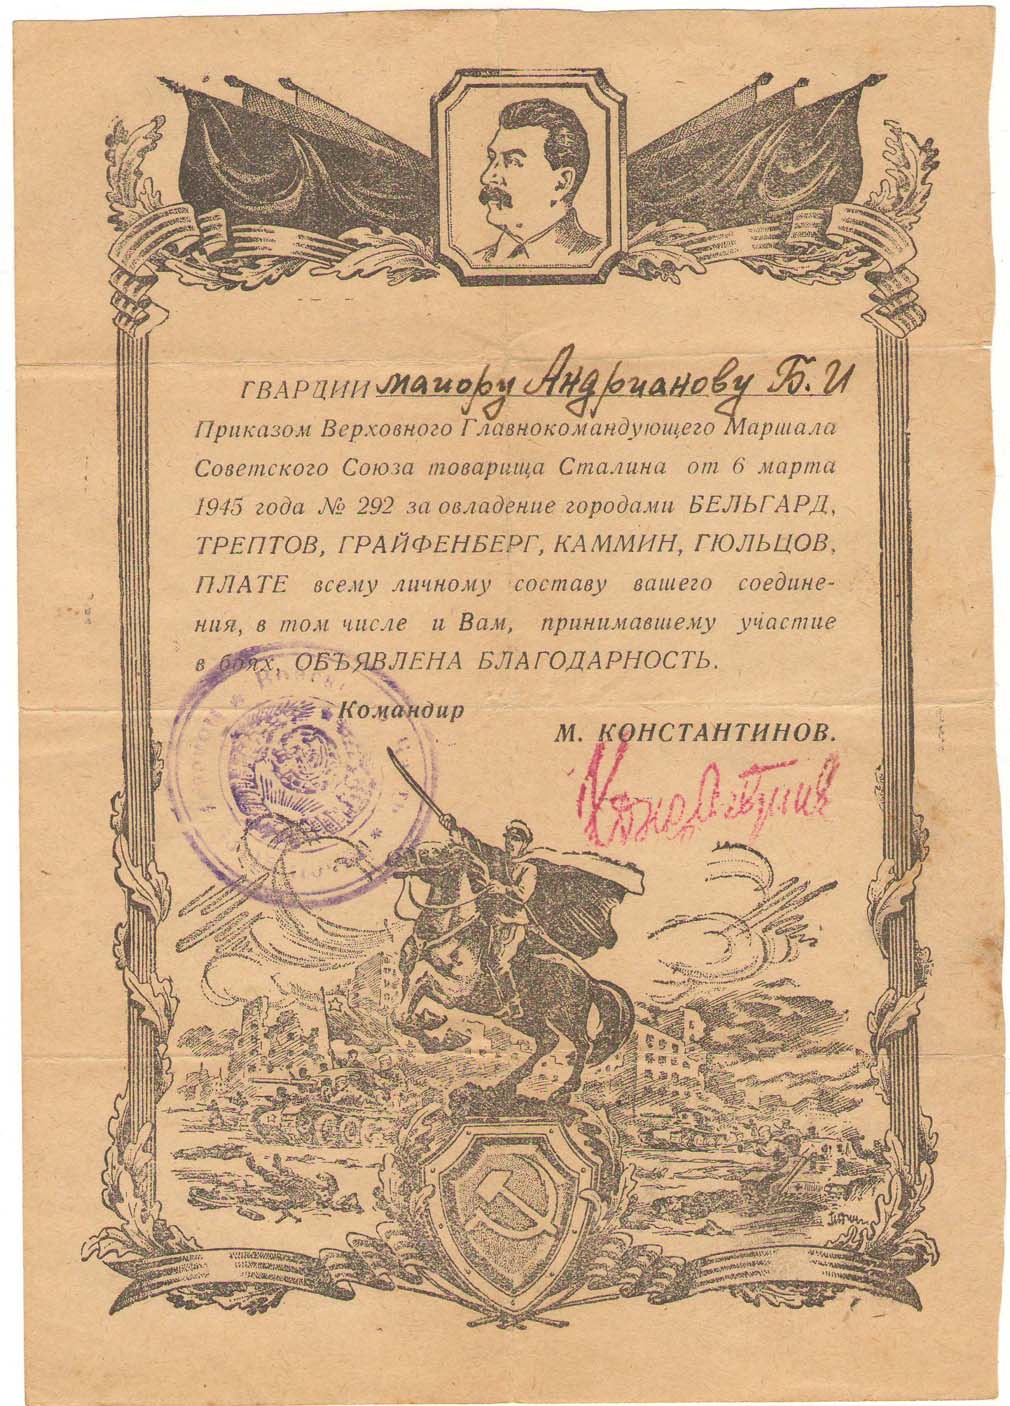 ГВАРДИИ майору Андрианову Б. И
Приказом Верховного Главнокомандующего Маршала
Советского Союза товарища Сталина от 6 марта
1945 года № 292 за овладение городами БЕЛЬГАРД,
ТРЕПТОВ, ГРАЙФЕНБЕРГ, КАММИН, ГЮЛЬЦОВ,
ПЛАТЕ всему личному составу вашего соедине-
ния, в том числе и Вам, принимавшему участие
в боях, ОБЪЯВЛЕНА БЛАГОДАРНОСТЬ.
Командир
М. КОНСТАНТИНОВ.